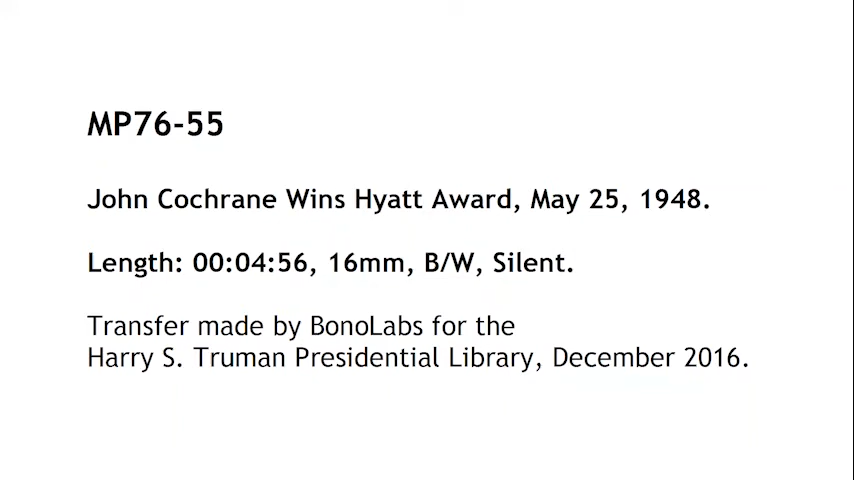 MP76-55
John Cochrane Wins Hyatt Award, May 25, 1948.
Length: 00:04:56, 16mm, B/W, Silent.
Transfer made by BonoLabs for the
Harry S. Truman Presidential Library, December 2016.